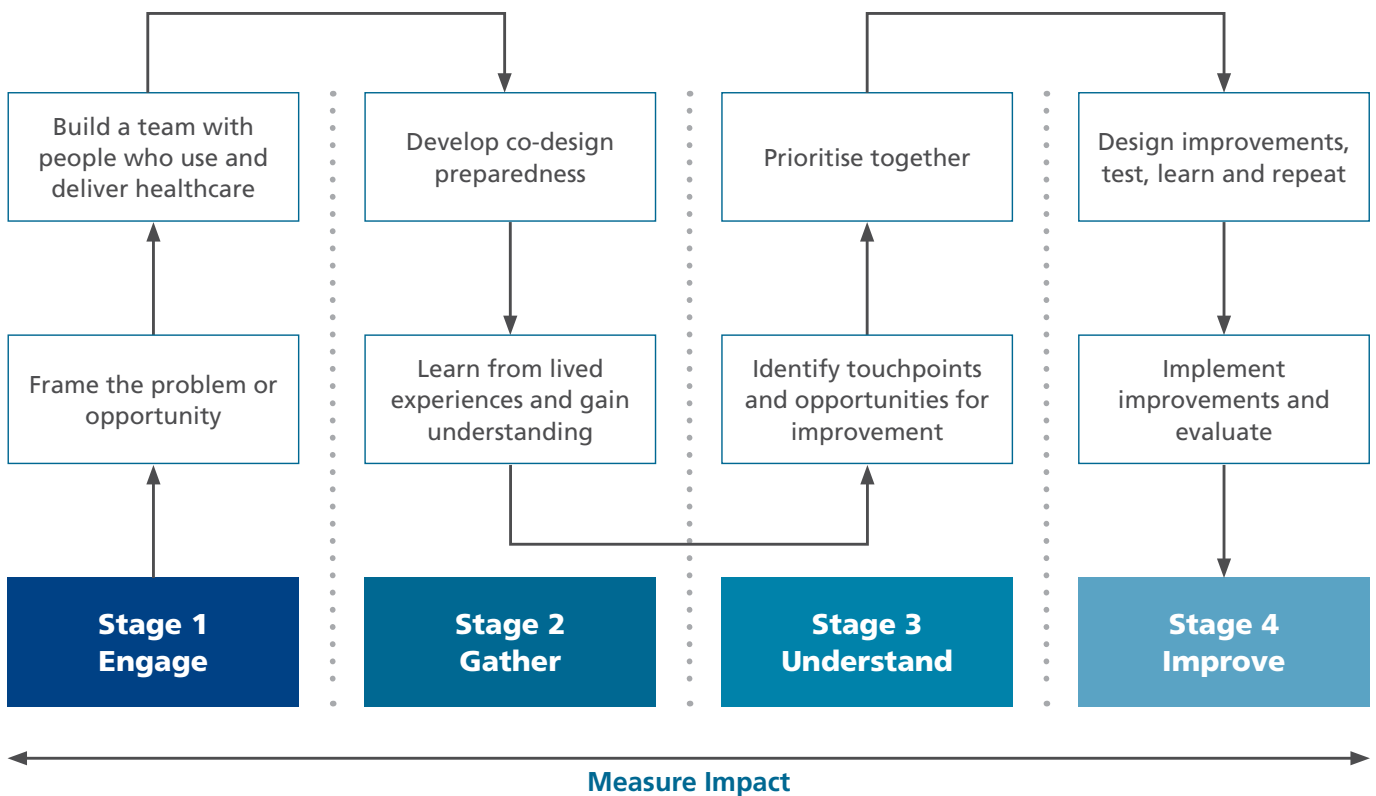 Build a team with
people who use and
deliver healthcare
Develop co-design
preparedness
Prioritise together
Design improvements,
test, learn and repeat
Frame the problem or
opportunity
Learn from lived
experiences and gain
understanding
Identify touchpoints
and opportunities for
improvement
Implement
improvements and
evaluate
Stage 1
Engage
Stage 2
Gather
Stage 3
Understand
Stage 4
Improve
Measure Impact